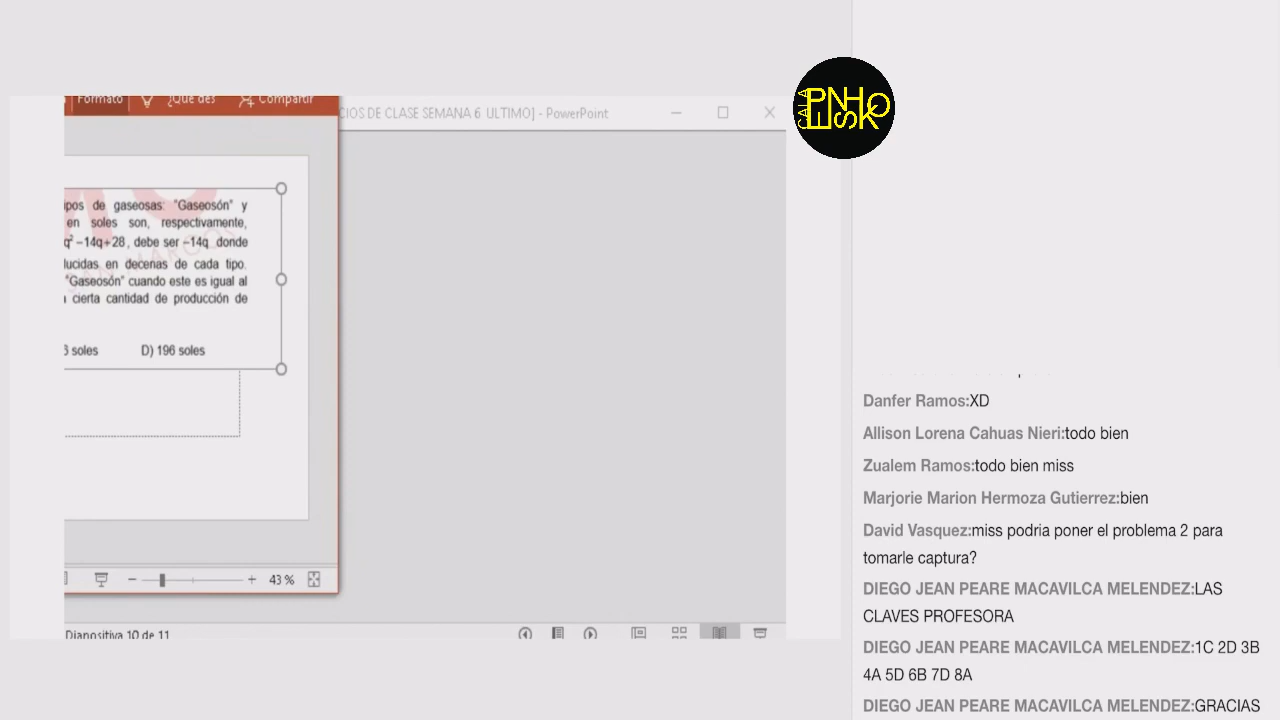 Formato ¿Qué des Compartir
CIOS DE CLASE SEMANA 6 ULTIMO] - PowerPoint
ipos de gaseosas: "Gaseosón" y
en soles son, respectivamente,
q²−14q+28, debe ser −14q donde
lucidas en decenas de cada tipo.
"Gaseosón" cuando este es igual al
cierta cantidad de producción de
soles D) 196 soles
43 %
Diapositiva 10 de 11
Danfer Ramos:XD
Allison Lorena Cahuas Nieri:todo bien
Zualem Ramos:todo bien miss
Marjorie Marion Hermoza Gutierrez:bien
David Vasquez:miss podria poner el problema 2 para
tomarle captura?
DIEGO JEAN PEARE MACAVILCA MELENDEZ:LAS
CLAVES PROFESORA
DIEGO JEAN PEARE MACAVILCA MELENDEZ:1C 2D 3B
4A 5D 6B 7D 8A
DIEGO JEAN PEARE MACAVILCA MELENDEZ:GRACIAS